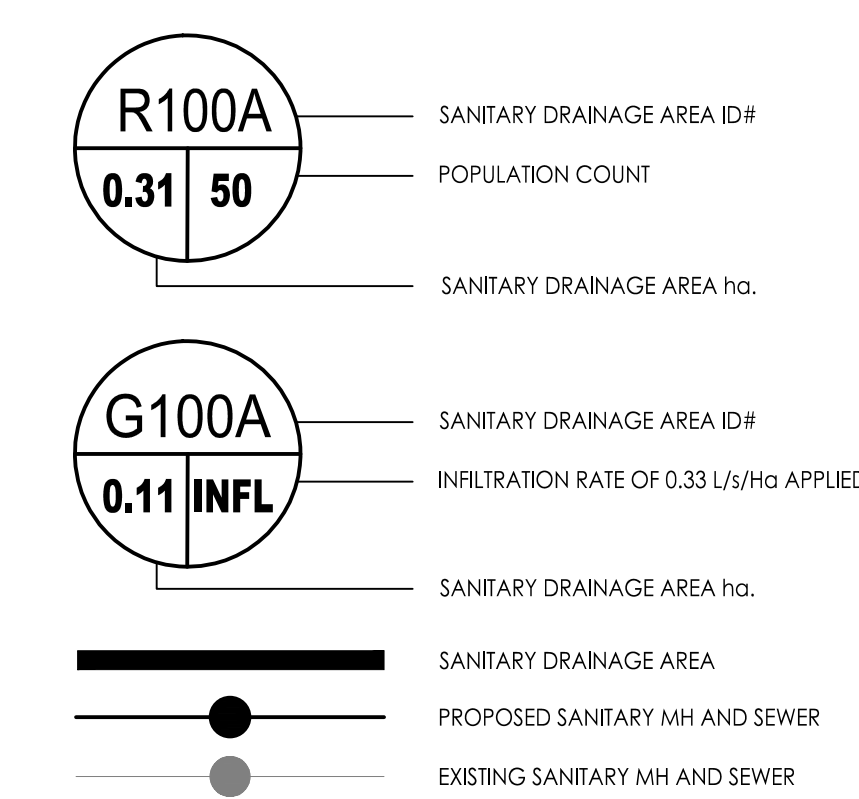 R100A
SANITARY DRAINAGE AREA ID#
0.31 50
POPULATION COUNT
SANITARY DRAINAGE AREA ha.
G100A
SANITARY DRAINAGE AREA ID#
0.11 INFL
INFILTRATION RATE OF 0.33 L/s/Ha APPLIED
SANITARY DRAINAGE AREA ha.
SANITARY DRAINAGE AREA
PROPOSED SANITARY MH AND SEWER
EXISTING SANITARY MH AND SEWER